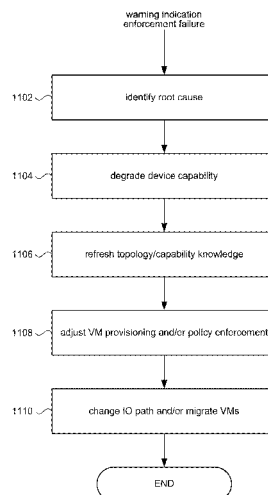 warning indication
enforcement failure
1102 identify root cause
1104 degrade device capability
1106 refresh topology/capability knowledge
1108 adjust VM provisioning and/or policy enforcement
1110 change IO path and/or migrate VMs
END